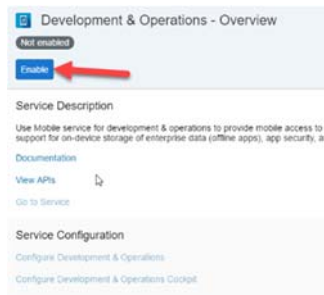 Development & Operations - Overview
Not enabled
Enable
Service Description
Use Mobile service for development & operations to provide mobile access to
support for on-device storage of enterprise data (offline apps), app security, a
Documentation
View APIs
Go to Service
Service Configuration
Configure Development & Operations
Configure Development & Operations Cockpit